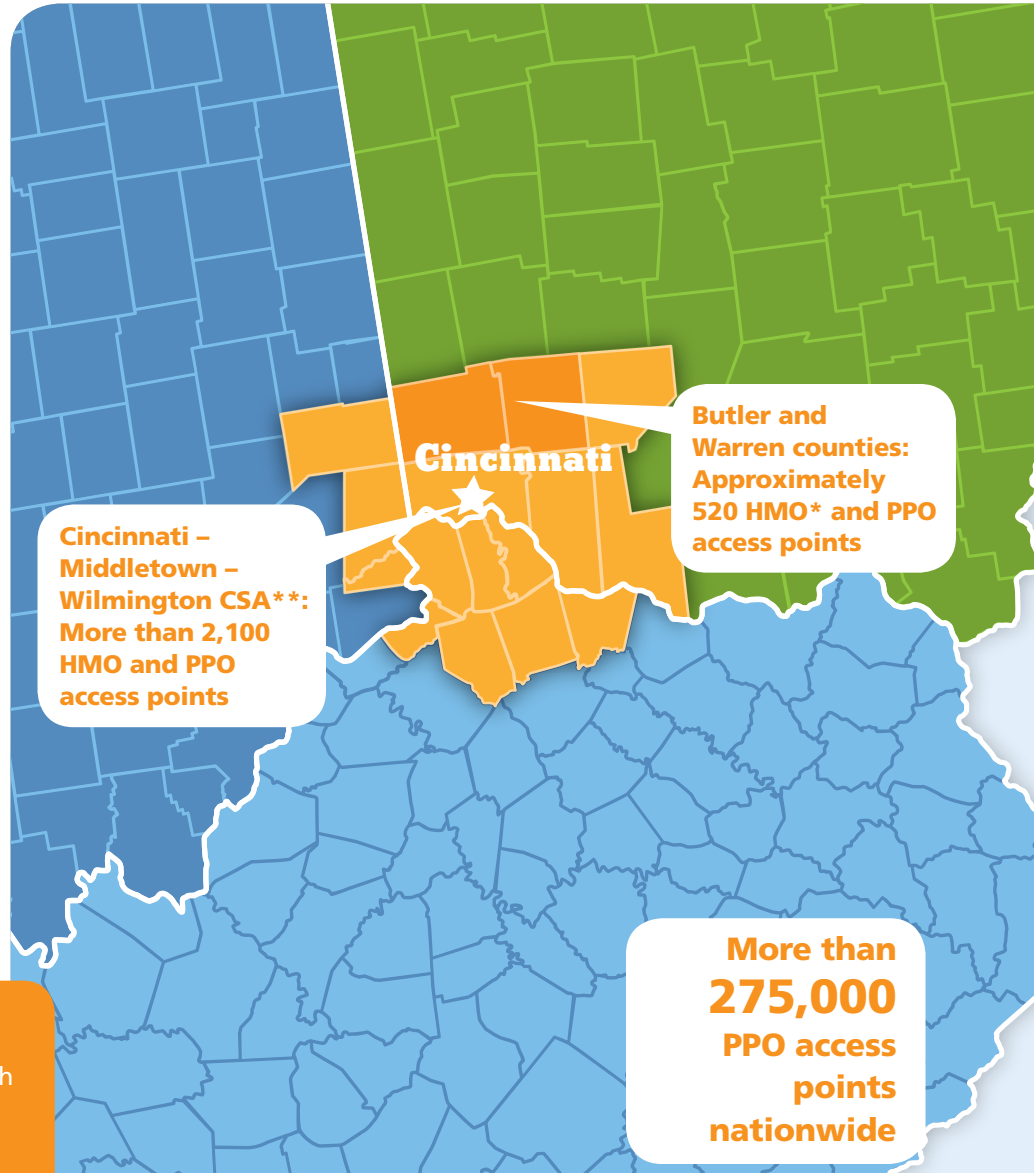 Butler and
Warren counties:
Approximately
520 HMO* and PPO
access points
Cincinnati
Cincinnati –
Middletown –
Wilmington CSA**:
More than 2,100
HMO and PPO
access points
More than
275,000
PPO access
points
nationwide